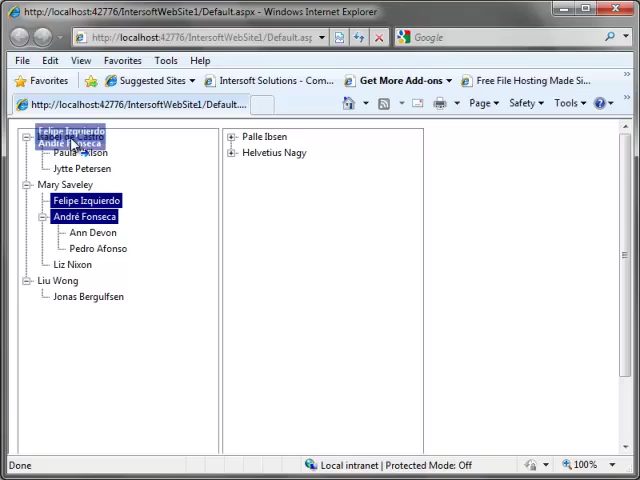 http://localhost:42776/IntersoftWebSite1/Default.aspx - Windows Internet Explorer
http://localhost:42776/IntersoftWebSite1/Default.asp
Google
File Edit View Favorites Tools Help
Favorites Suggested Sites Intersoft Solutions - Com... Get More Add-ons Free File Hosting Made Si... »
http://localhost:42776/IntersoftWebSite1/Default....
Page Safety Tools »
Felipe Izquierdo
Isabel de Castro
André Fonseca
Jytte Petersen
Mary Saveley
Felipe Izquierdo
André Fonseca
Ann Devon
Pedro Afonso
Liz Nixon
Liu Wong
Jonas Bergulfsen
Palle Ibsen
Helvetius Nagy
Done
Local intranet | Protected Mode: Off
100%